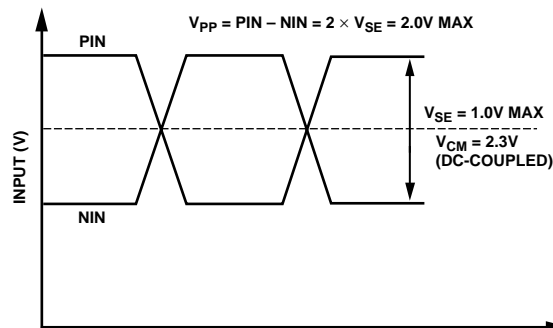 V_PP = PIN – NIN = 2 × V_SE = 2.0V MAX
PIN
V_SE = 1.0V MAX
V_CM = 2.3V
(DC-COUPLED)
INPUT (V)
NIN